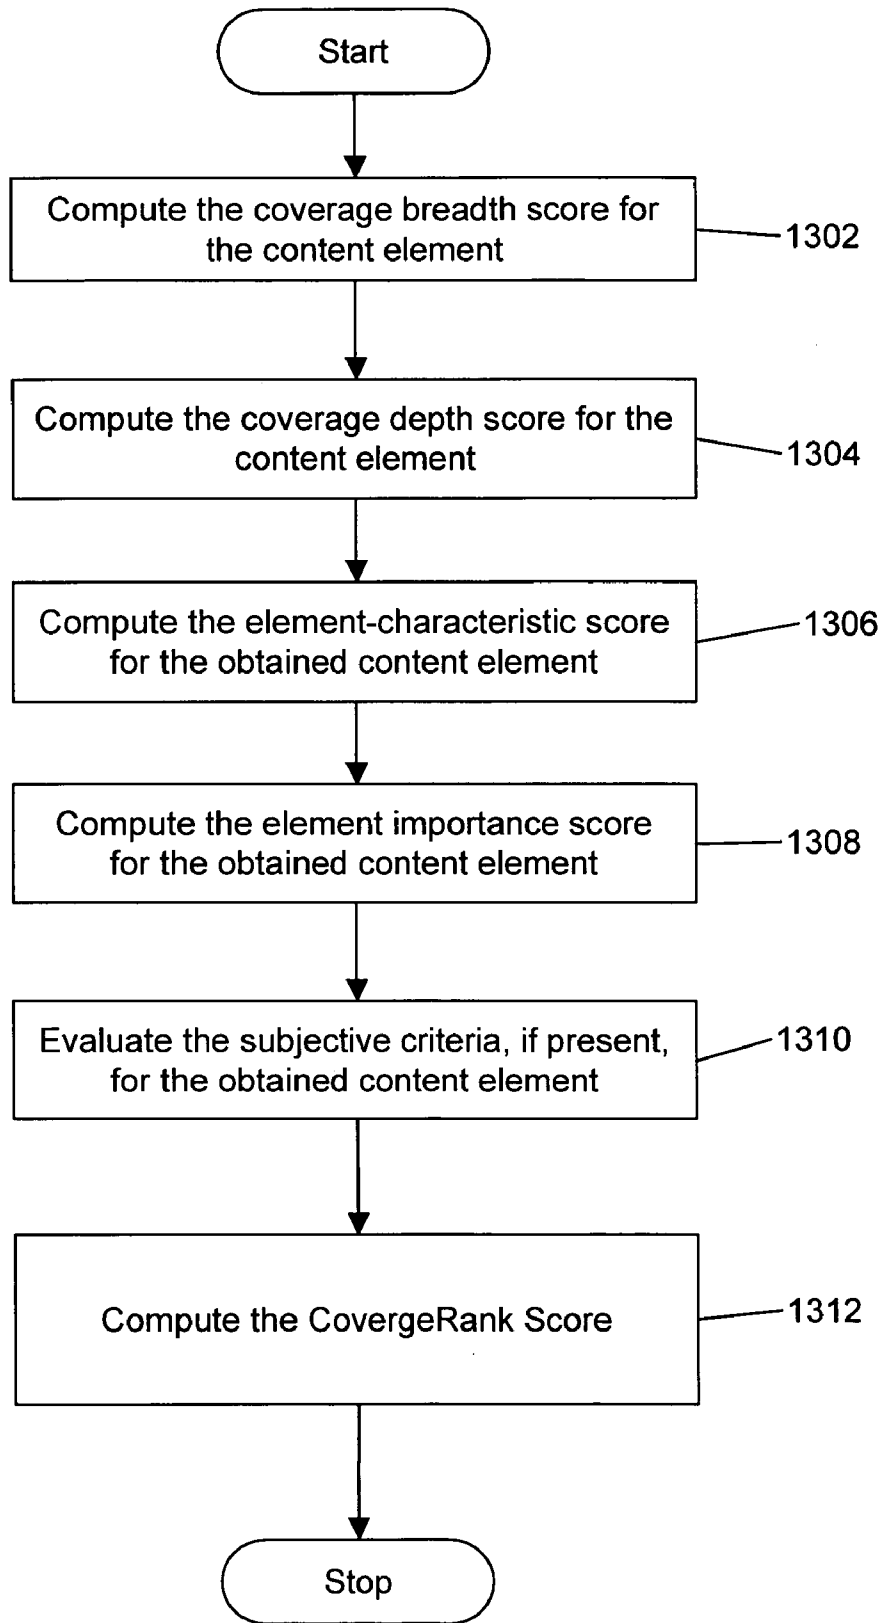 Start
Compute the coverage breadth score for
the content element
1302
Compute the coverage depth score for the
content element
1304
Compute the element-characteristic score
for the obtained content element
1306
Compute the element importance score
for the obtained content element
1308
Evaluate the subjective criteria, if present,
for the obtained content element
1310
Compute the CovergeRank Score
1312
Stop